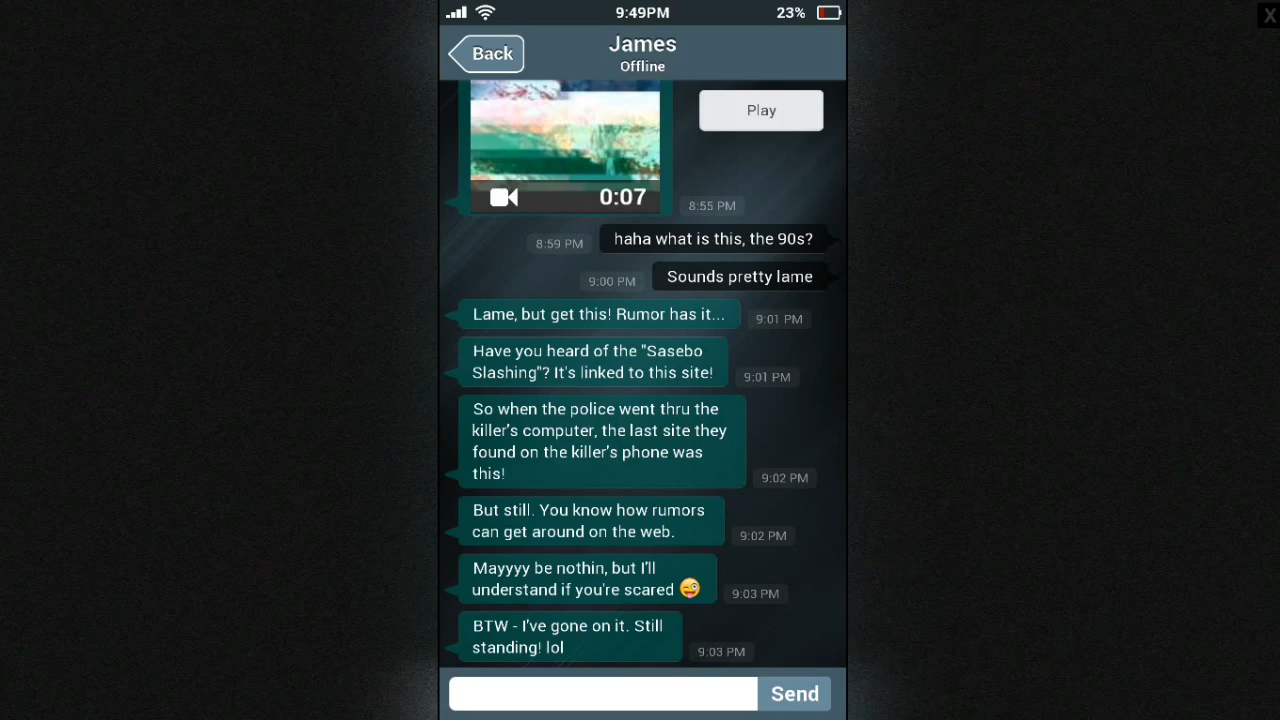 9:49PM
23%
X
Back
James
Offline
Play
0:07
8:55 PM
8:59 PM
haha what is this, the 90s?
9:00 PM
Sounds pretty lame
Lame, but get this! Rumor has it...
9:01 PM
Have you heard of the "Sasebo
Slashing"? It's linked to this site!
9:01 PM
So when the police went thru the
killer's computer, the last site they
found on the killer's phone was
this!
9:02 PM
But still. You know how rumors
can get around on the web.
9:02 PM
Mayyyy be nothin, but I'll
understand if you're scared 😜
9:03 PM
BTW - I've gone on it. Still
standing! lol
9:03 PM
Send